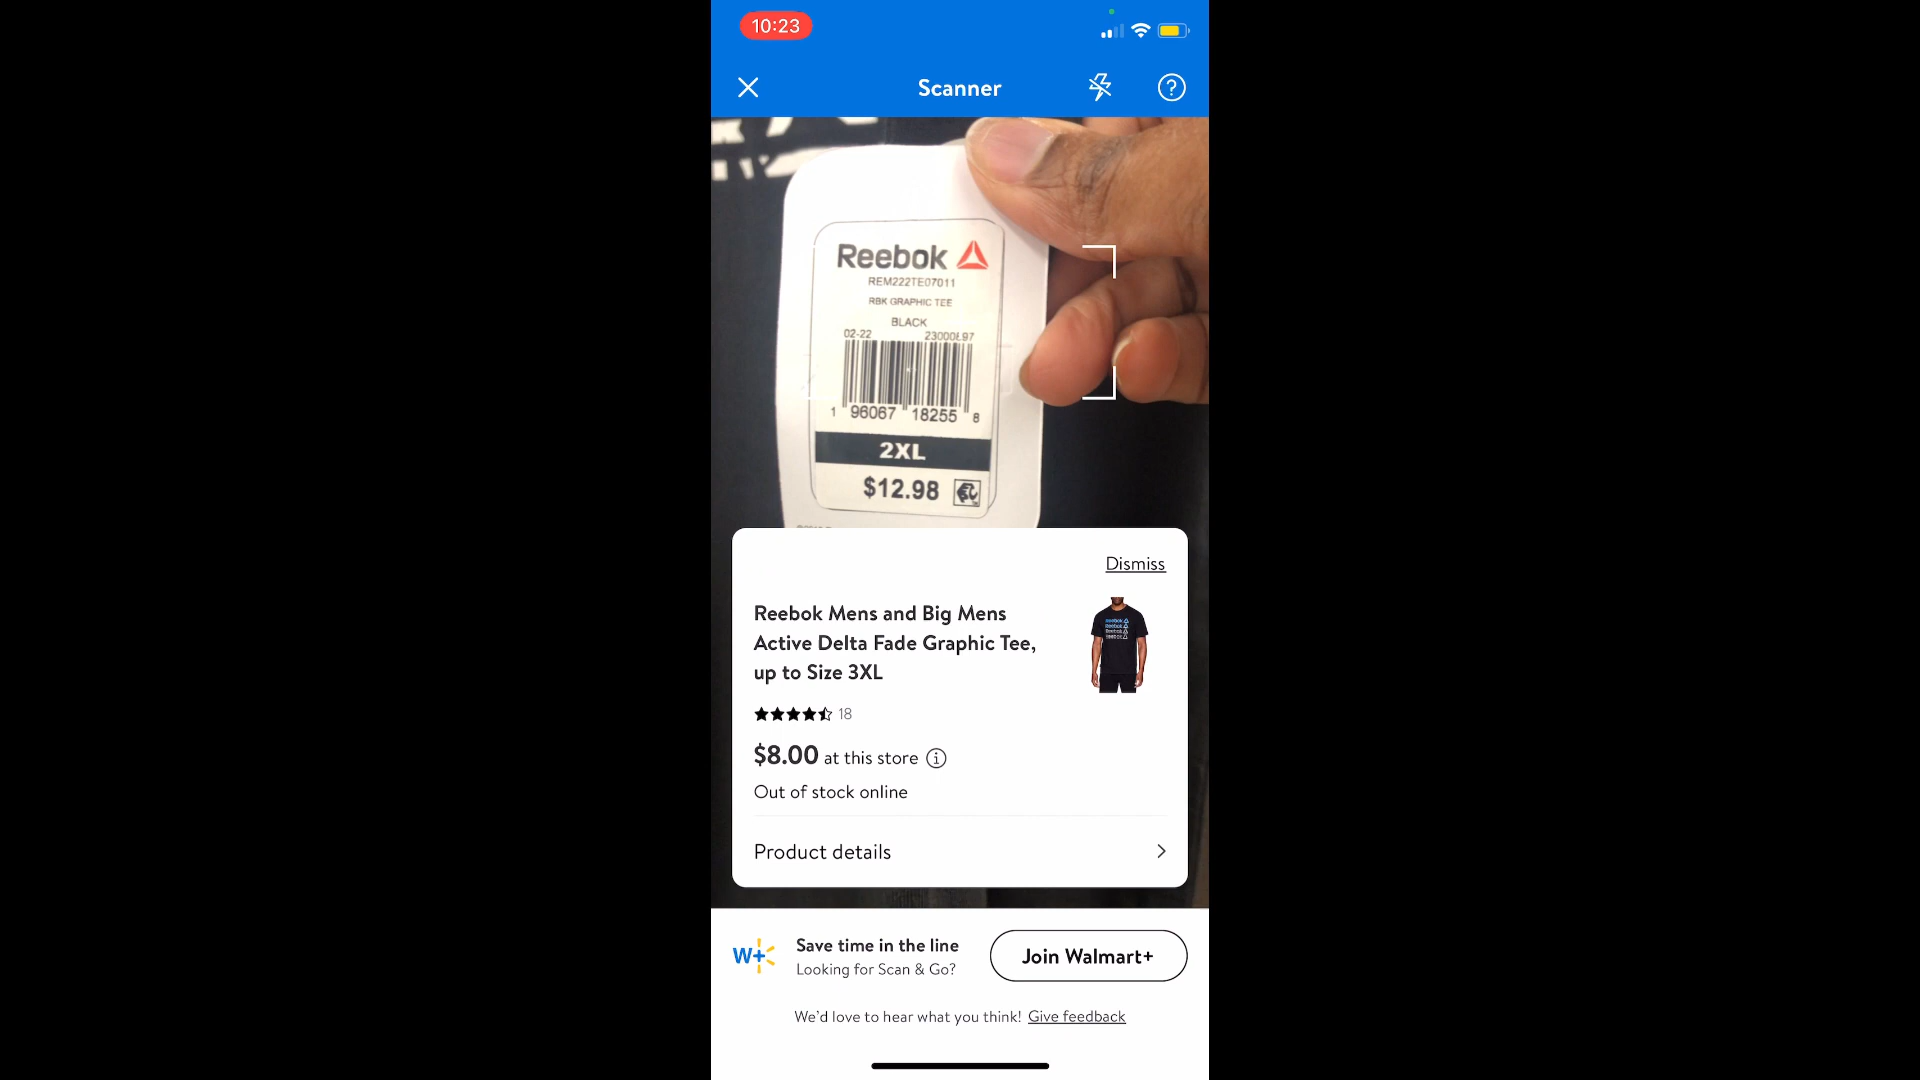 10:23
Scanner
Reebok
REM222TE07011
RBK GRAPHIC TEE
BLACK
02-22
1 96067 18255 8
2XL
$12.98
Dismiss
Reebok Mens and Big Mens
Active Delta Fade Graphic Tee,
up to Size 3XL
18
$8.00 at this store
Out of stock online
Product details
W+
Save time in the line
Looking for Scan & Go?
Join Walmart+
We'd love to hear what you think! Give feedback